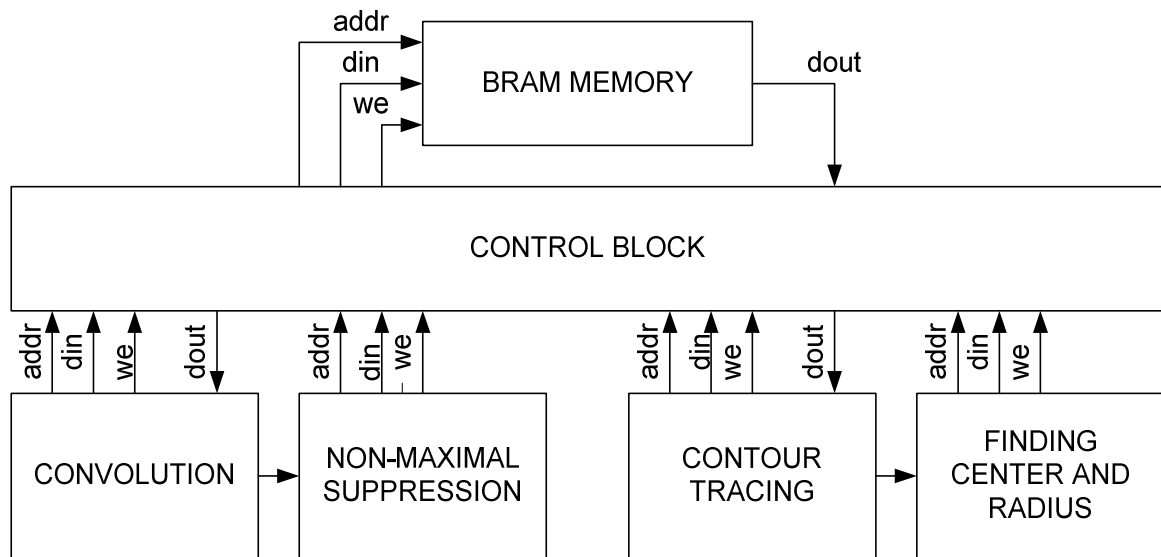 addr
din
we
BRAM MEMORY
dout
CONTROL BLOCK
addr
din
we
dout
addr
din
we
addr
din
we
dout
addr
din
we
CONVOLUTION
NON-MAXIMAL
SUPPRESSION
CONTOUR
TRACING
FINDING
CENTER AND
RADIUS